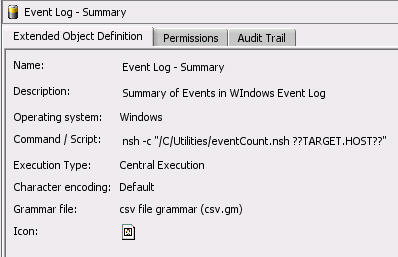 Event Log - Summary
Extended Object Definition Permissions Audit Trail
Name: Event Log - Summary
Description: Summary of Events in WIndows Event Log
Operating system: Windows
Command / Script: nsh -c "/C/Utilities/eventCount.nsh ??TARGET.HOST??"
Execution Type: Central Execution
Character encoding: Default
Grammar file: csv file grammar (csv.gm)
Icon: